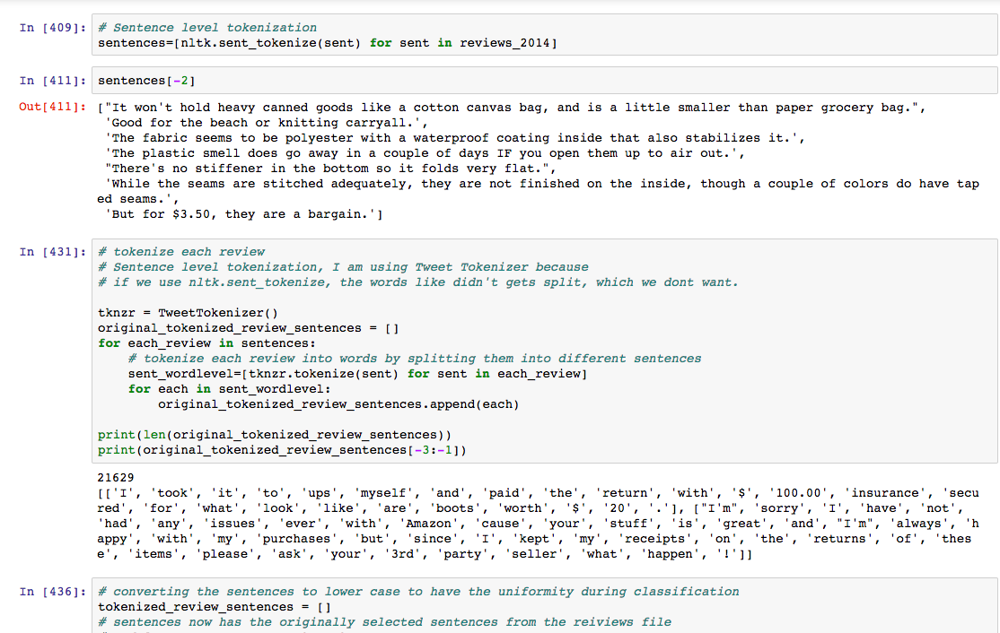 In [409]: # Sentence level tokenization
sentences=[nltk.sent_tokenize(sent) for sent in reviews_2014]
In [411]: sentences[-2]
Out[411]: ["It won't hold heavy canned goods like a cotton canvas bag, and is a little smaller than paper grocery bag.",
'Good for the beach or knitting carryall.',
'The fabric seems to be polyester with a waterproof coating inside that also stabilizes it.',
'The plastic smell does go away in a couple of days IF you open them up to air out.',
"There's no stiffener in the bottom so it folds very flat.",
'While the seams are stitched adequately, they are not finished on the inside, though a couple of colors do have tap
ed seams.',
'But for $3.50, they are a bargain.']
In [431]: # tokenize each review
# Sentence level tokenization, I am using Tweet Tokenizer because
# if we use nltk.sent_tokenize, the words like didn't gets split, which we dont want.
tknzr = TweetTokenizer()
original_tokenized_review_sentences = []
for each_review in sentences:
# tokenize each review into words by splitting them into different sentences
sent_wordlevel=[tknzr.tokenize(sent) for sent in each_review]
for each in sent_wordlevel:
original_tokenized_review_sentences.append(each)
print(len(original_tokenized_review_sentences))
print(original_tokenized_review_sentences[-3:-1])
21629
[['I', 'took', 'it', 'to', 'ups', 'myself', 'and', 'paid', 'the', 'return', 'with', '$', '100.00', 'insurance', 'secu
red', 'for', 'what', 'look', 'like', 'are', 'boots', 'worth', '$', '20', '.'], ["I'm", 'sorry', 'I', 'have', 'not',
'had', 'any', 'issues', 'ever', 'with', 'Amazon', 'cause', 'your', 'stuff', 'is', 'great', 'and', "I'm", 'always', 'h
appy', 'with', 'my', 'purchases', 'but', 'since', 'I', 'kept', 'my', 'receipts', 'on', 'the', 'returns', 'of', 'thes
e', 'items', 'please', 'ask', 'your', '3rd', 'party', 'seller', 'what', 'happen', '!']]
In [436]: # converting the sentences to lower case to have the uniformity during classification
tokenized_review_sentences = []
# sentences now has the originally selected sentences from the reiviews file